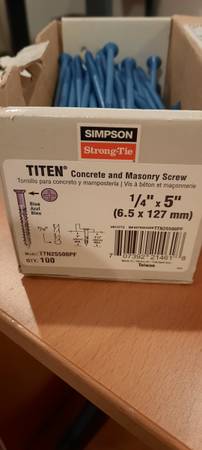 SIMPSON
Strong-Tie
TITEN® Concrete and Masonry Screw
Tornillo para concreto y mampostería | Vis à béton et maçonnerie
1/4" x 5"
(6.5 x 127 mm)
Blue
Azul
Bleu
QTY. 100
Taiwan